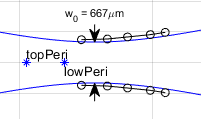 w₀ = 667μm
topPeri
lowPeri